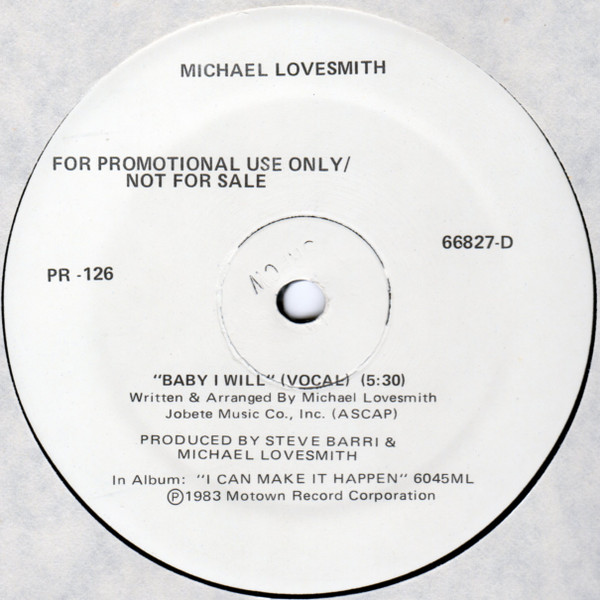 MICHAEL LOVESMITH
FOR PROMOTIONAL USE ONLY/
NOT FOR SALE
66827-D
PR -126
"BABY I WILL" (VOCAL) (5:30)
Written & Arranged By Michael Lovesmith
Jobete Music Co., Inc. (ASCAP)
PRODUCED BY STEVE BARRI &
MICHAEL LOVESMITH
In Album: "I CAN MAKE IT HAPPEN" 6045ML
Ⓟ1983 Motown Record Corporation